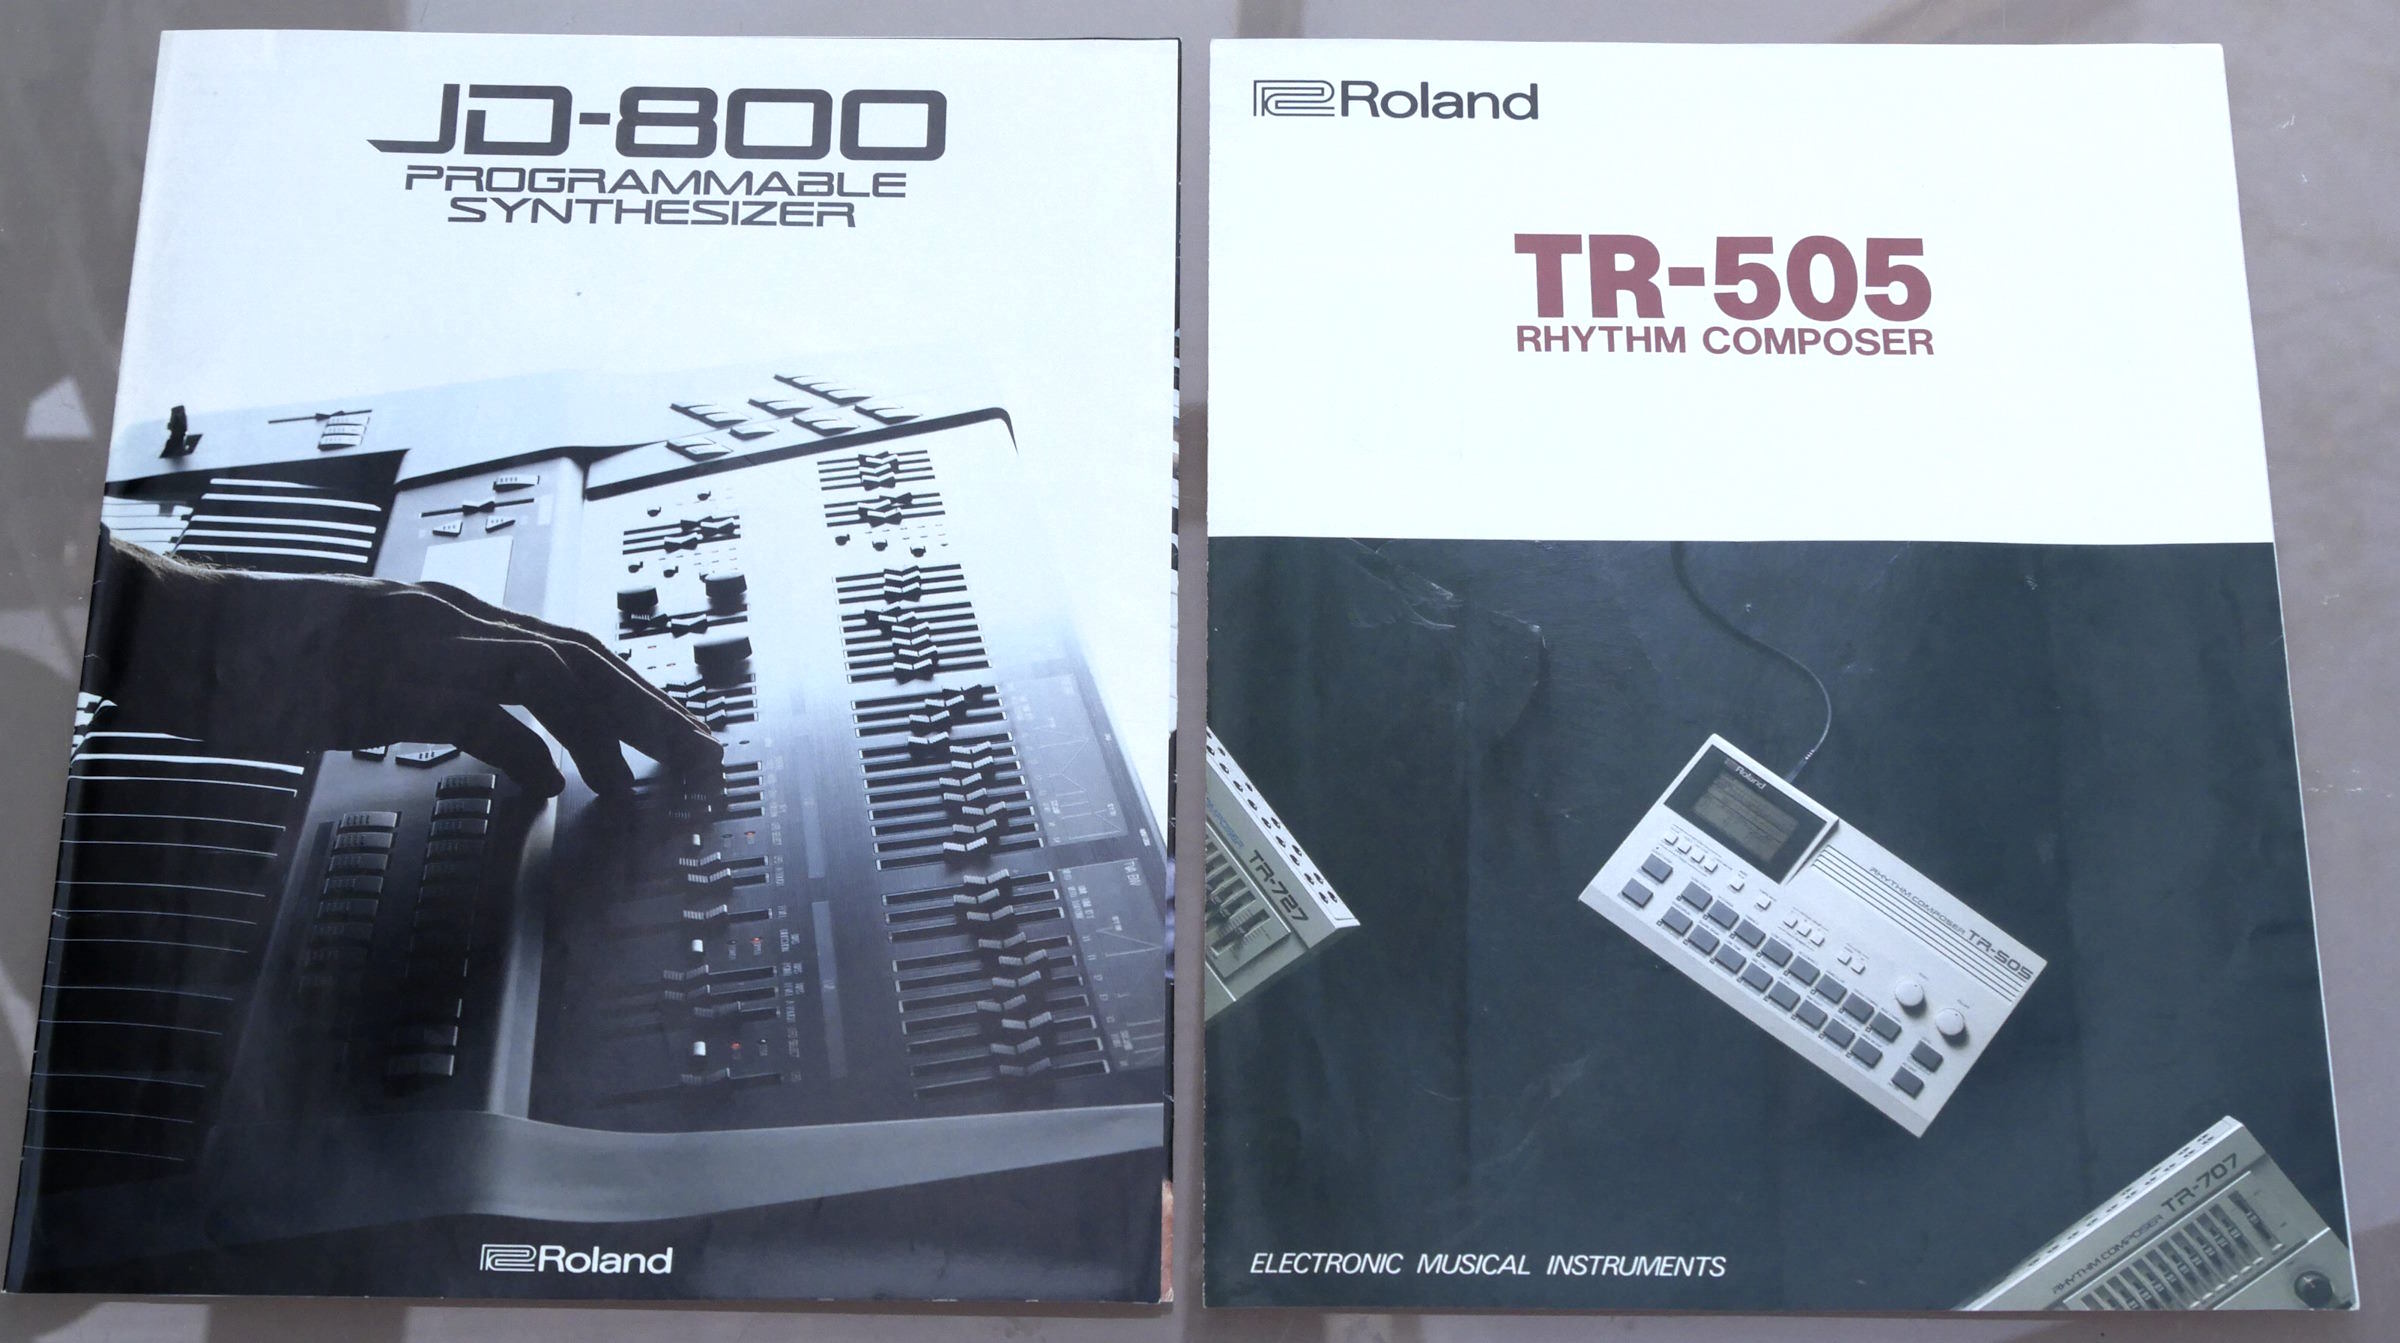 JD-800
PROGRAMMABLE
SYNTHESIZER
Roland
Roland
TR-505
RHYTHM COMPOSER
TR-727
Roland
RHYTHM COMPOSER TR-505
RHYTHM COMPOSER TR-707
ELECTRONIC MUSICAL INSTRUMENTS